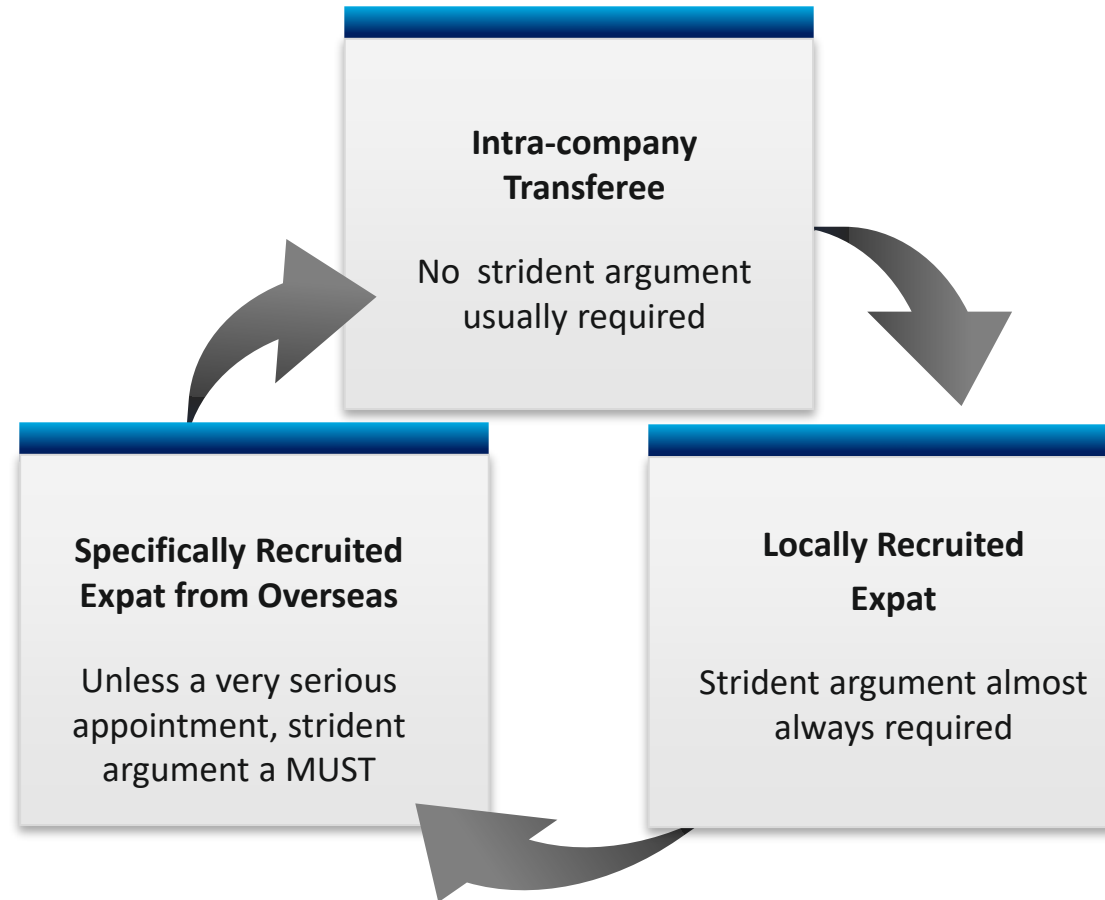 Intra-company
Transferee
No  strident argument
usually required
Specifically Recruited
Expat from Overseas
Unless a very serious
appointment, strident
argument a MUST
Locally Recruited
Expat
Strident argument almost
always required